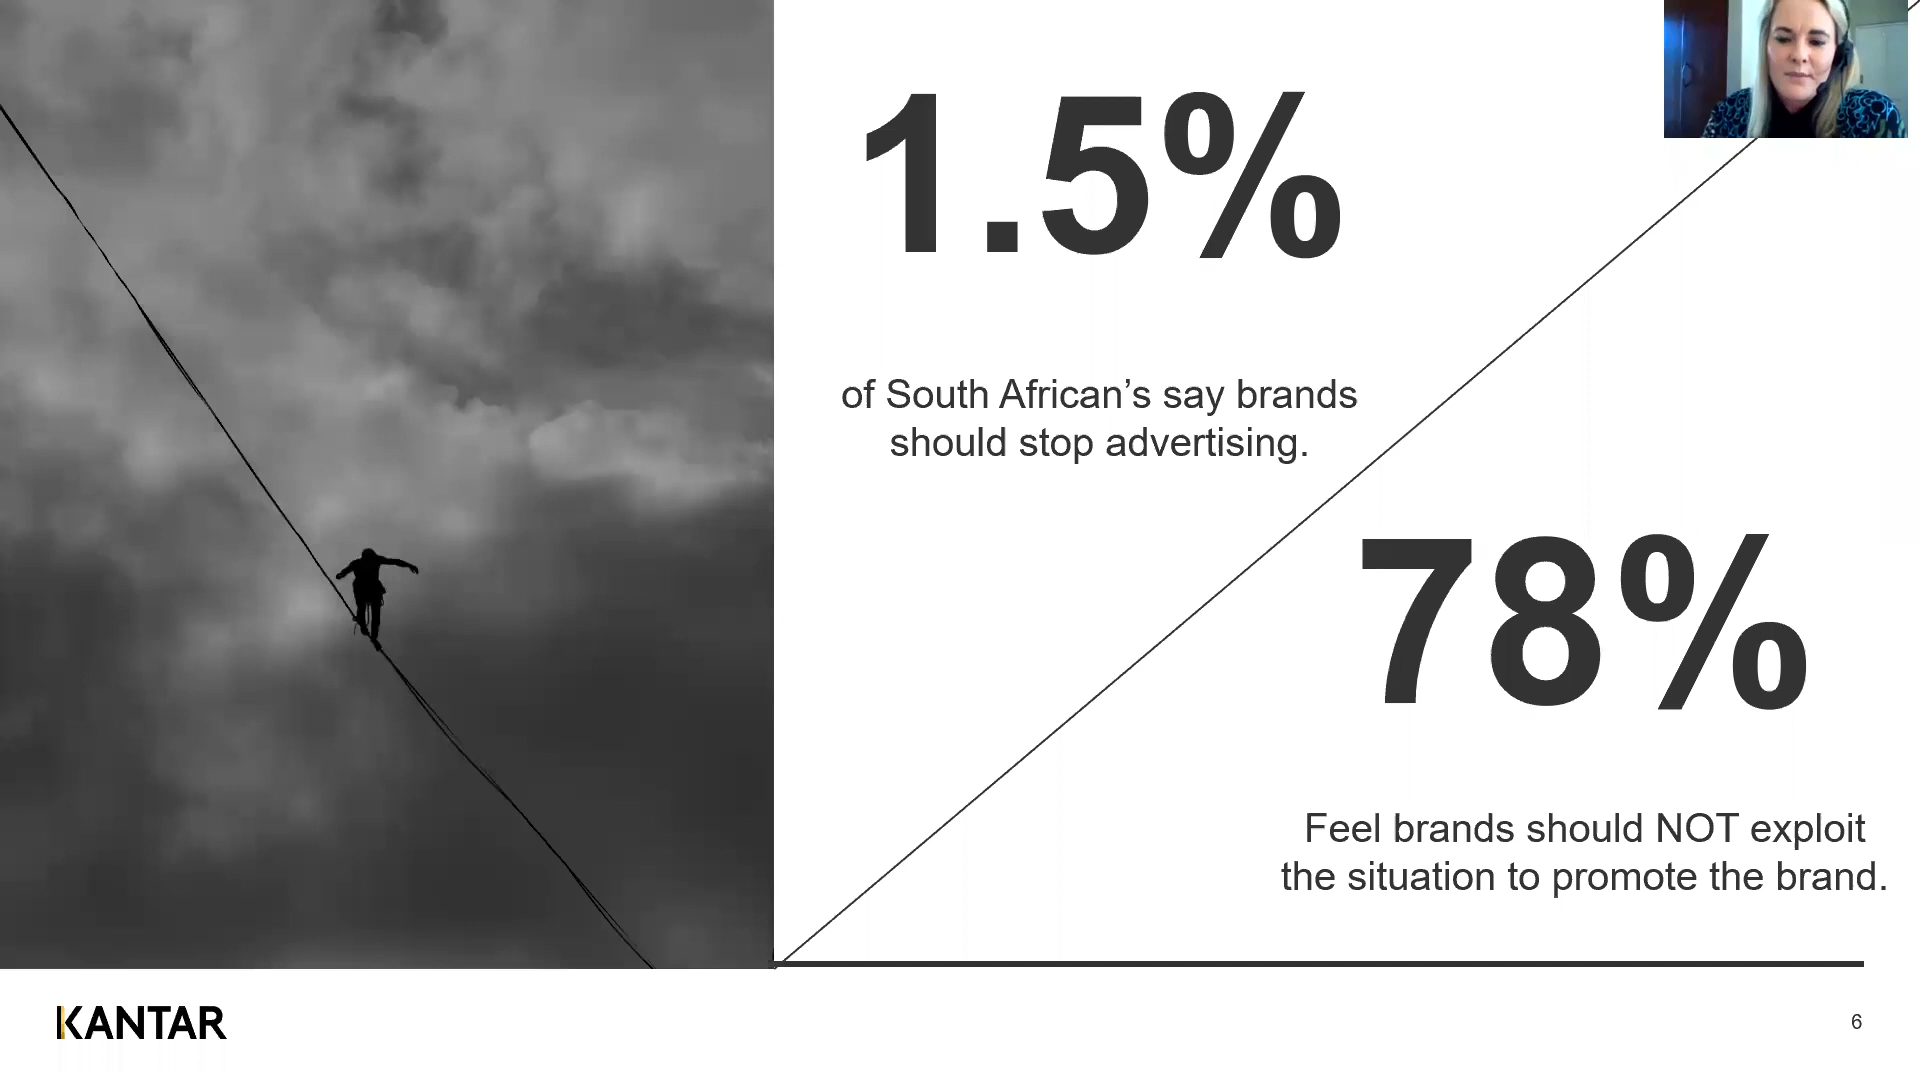 1.5%
of South African’s say brands
should stop advertising.
78%
Feel brands should NOT exploit
the situation to promote the brand.
KANTAR
6